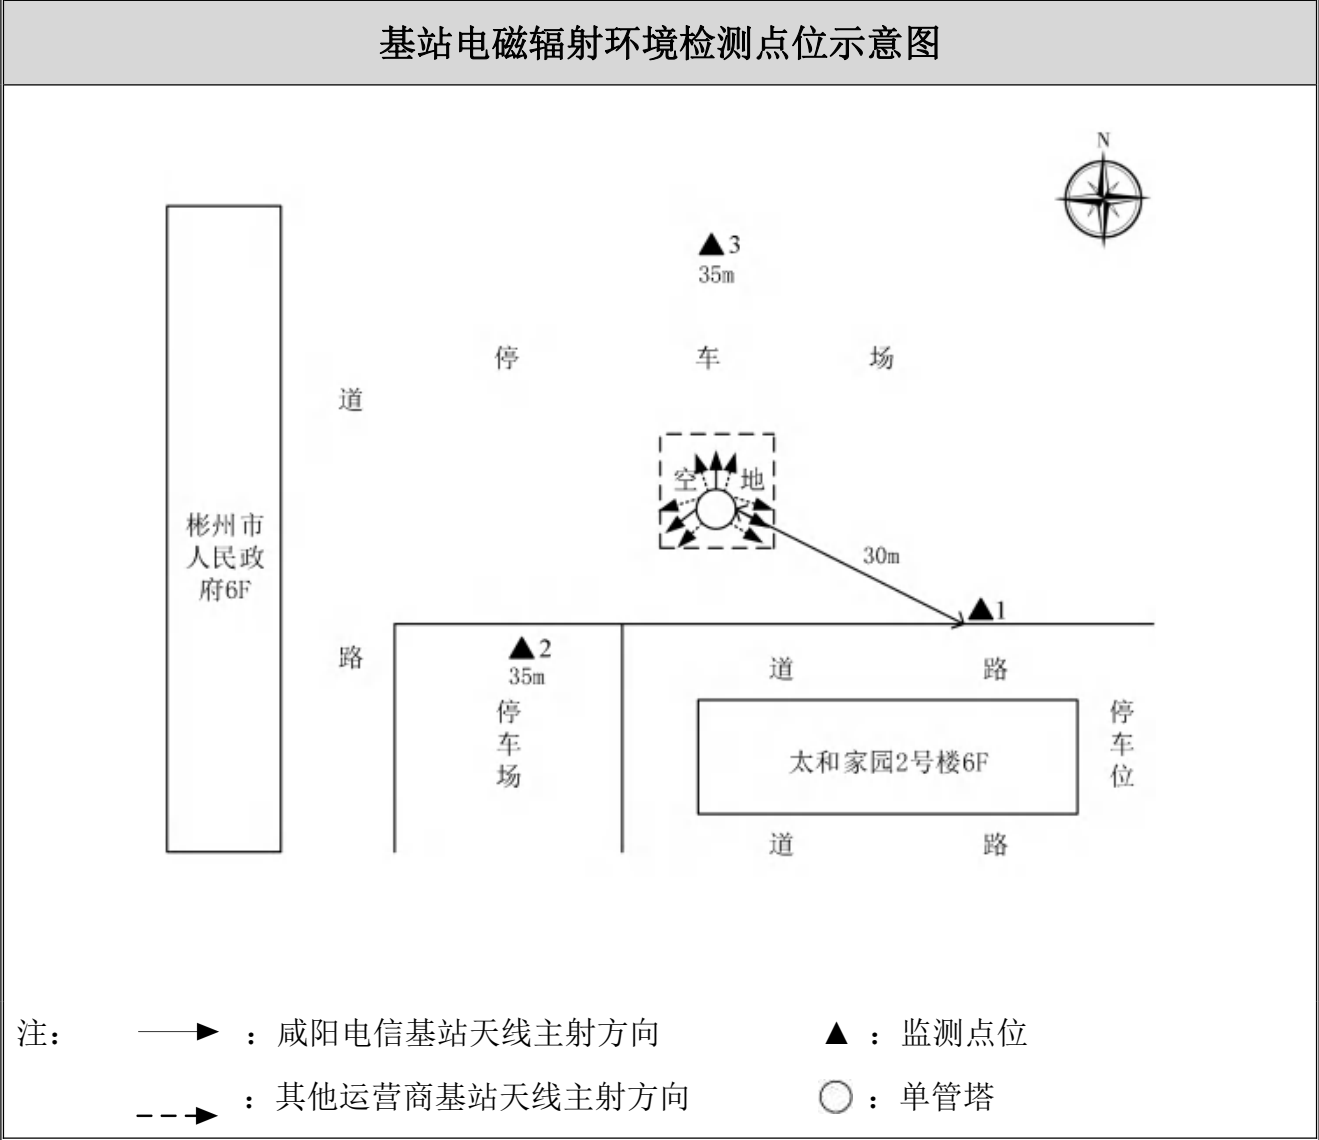 基站电磁辐射环境检测点位示意图
N
▲3
35m
停 车 场
道
空 地
彬州市
人民政
府6F
30m
▲1
路
▲2
35m
道 路
停
车
场
太和家园2号楼6F
停
车
位
道 路
注： ：咸阳电信基站天线主射方向 ▲：监测点位
：其他运营商基站天线主射方向 ：单管塔